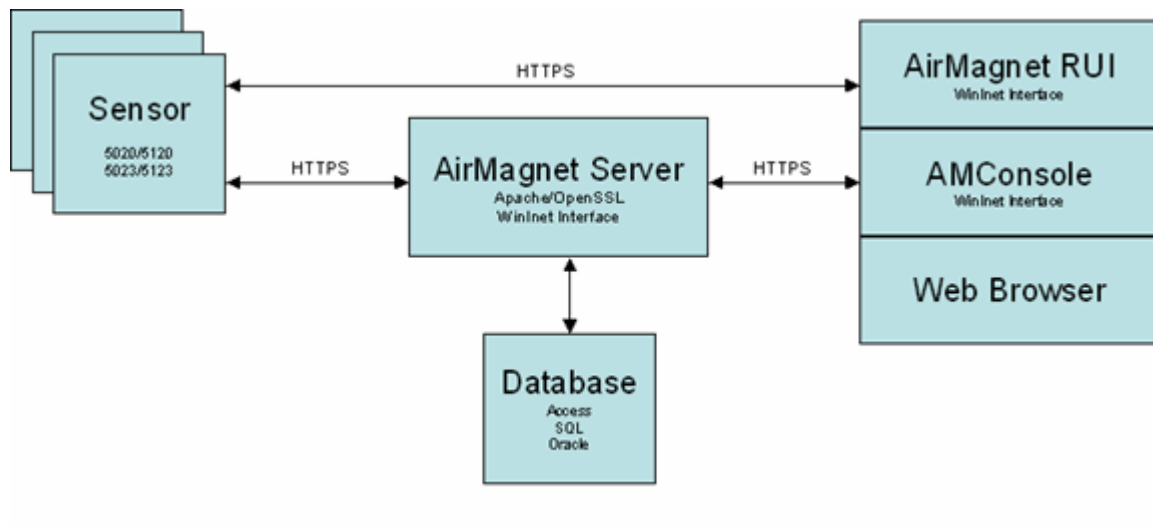 HTTPS
Sensor
5020/5120
5023/5123
HTTPS
AirMagnet Server
Apache/OpenSSL
WinInet Interface
HTTPS
AirMagnet RUI
WinInet Interface
AMConsole
WinInet Interface
Web Browser
Database
Access
SQL
Oracle